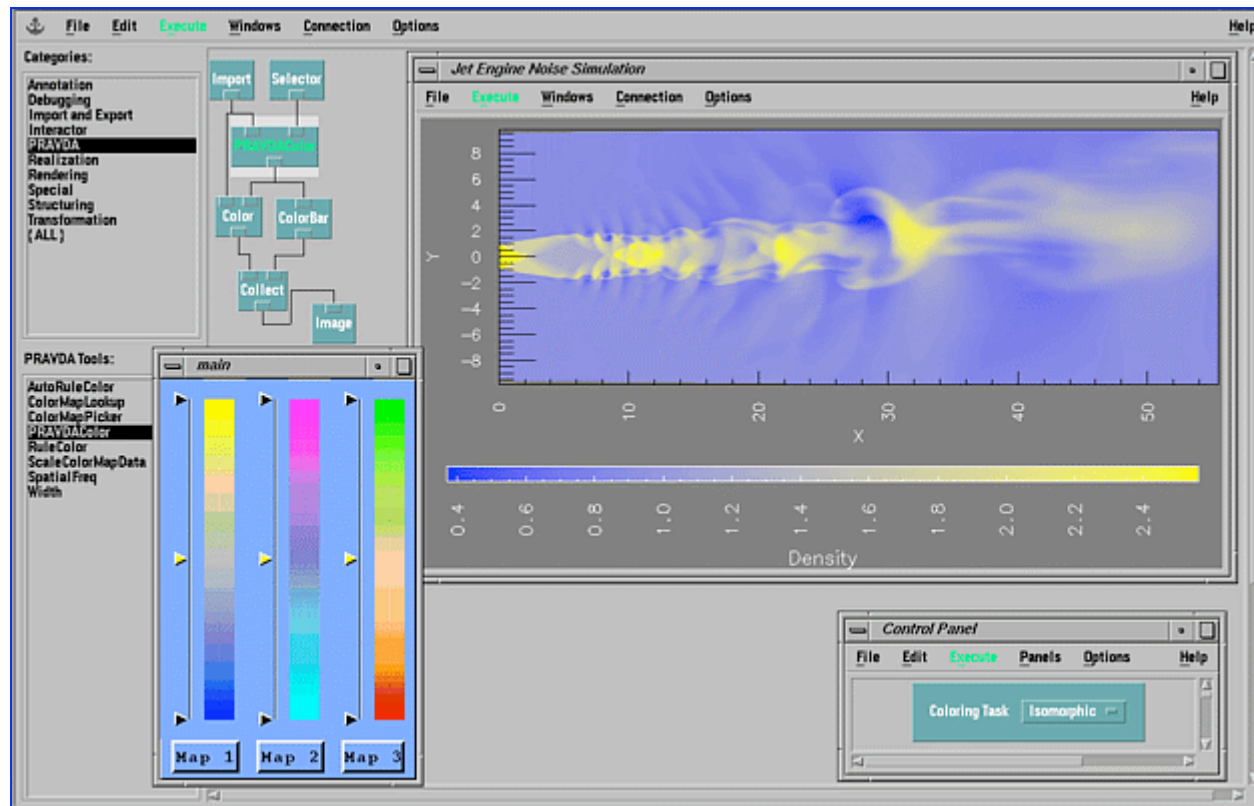 File Edit Execute Windows Connection Options Help
Categories:
Annotation
Debugging
Import and Export
Interactor
PRAVDA
Realization
Rendering
Special
Structuring
Transformation
(ALL)
Import Selector
PRAVDAColor
Color ColorBar
Collect
Image
Jet Engine Noise Simulation
File Execute Windows Connection Options Help
8
6
4
2
0
-2
-4
-6
-8
Y
0 10 20 30 40 50
X
0.4 0.6 0.8 1.0 1.2 1.4 1.6 1.8 2.0 2.2 2.4
Density
PRAVDA Tools:
AutoRuleColor
ColorMapLookup
ColorMapPicker
PRAVDAColor
RuleColor
ScaleColorMapData
SpatialFreq
Width
main
Map 1 Map 2 Map 3
Control Panel
File Edit Execute Panels Options Help
Coloring Task Isomorphic